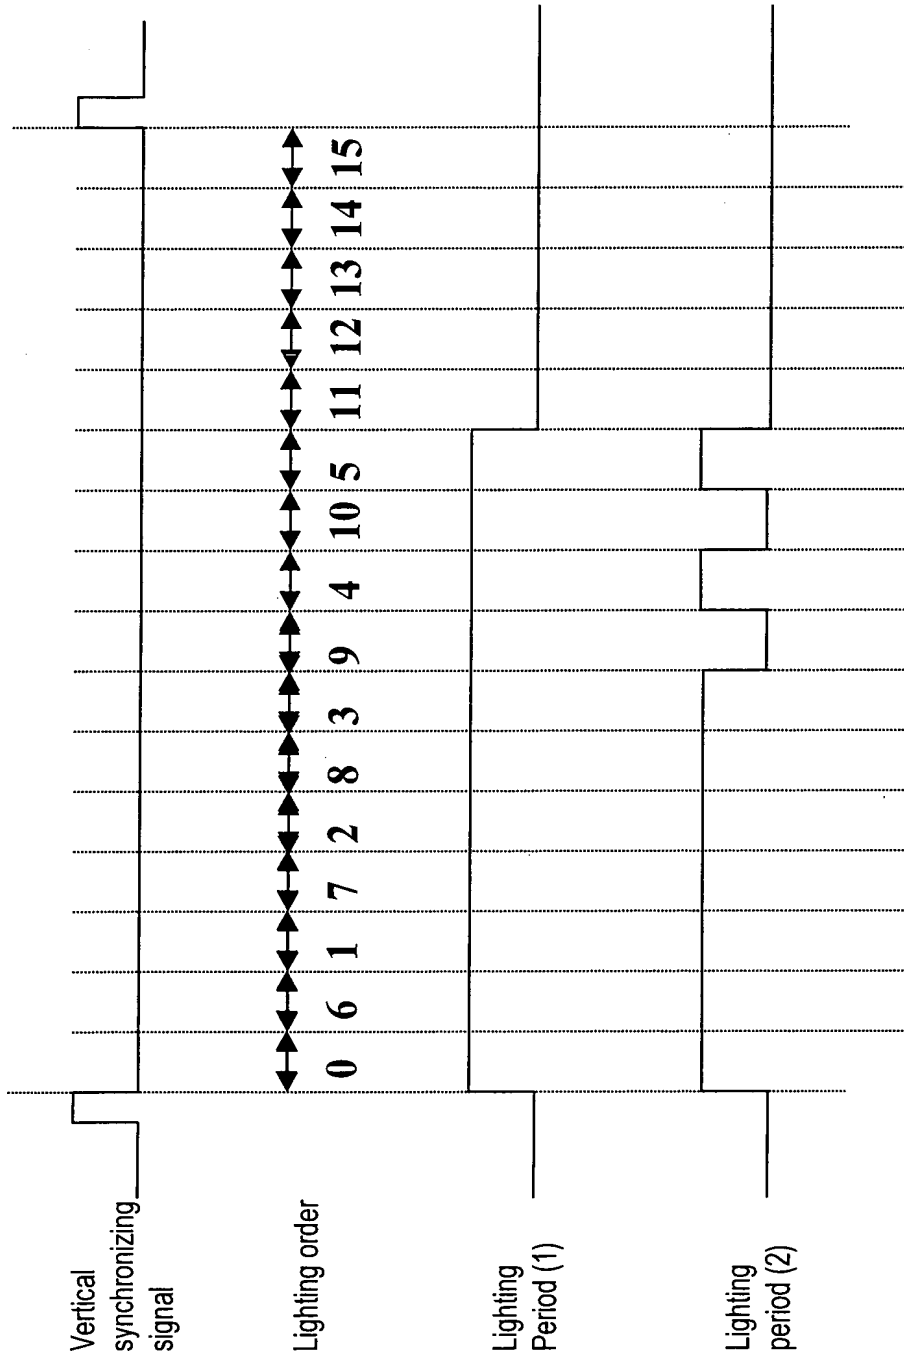 Vertical
synchronizing
signal
Lighting order
0 6 1 7 2 8 3 9 4 10 5 11 12 13 14 15
Lighting
Period (1)
Lighting
period (2)